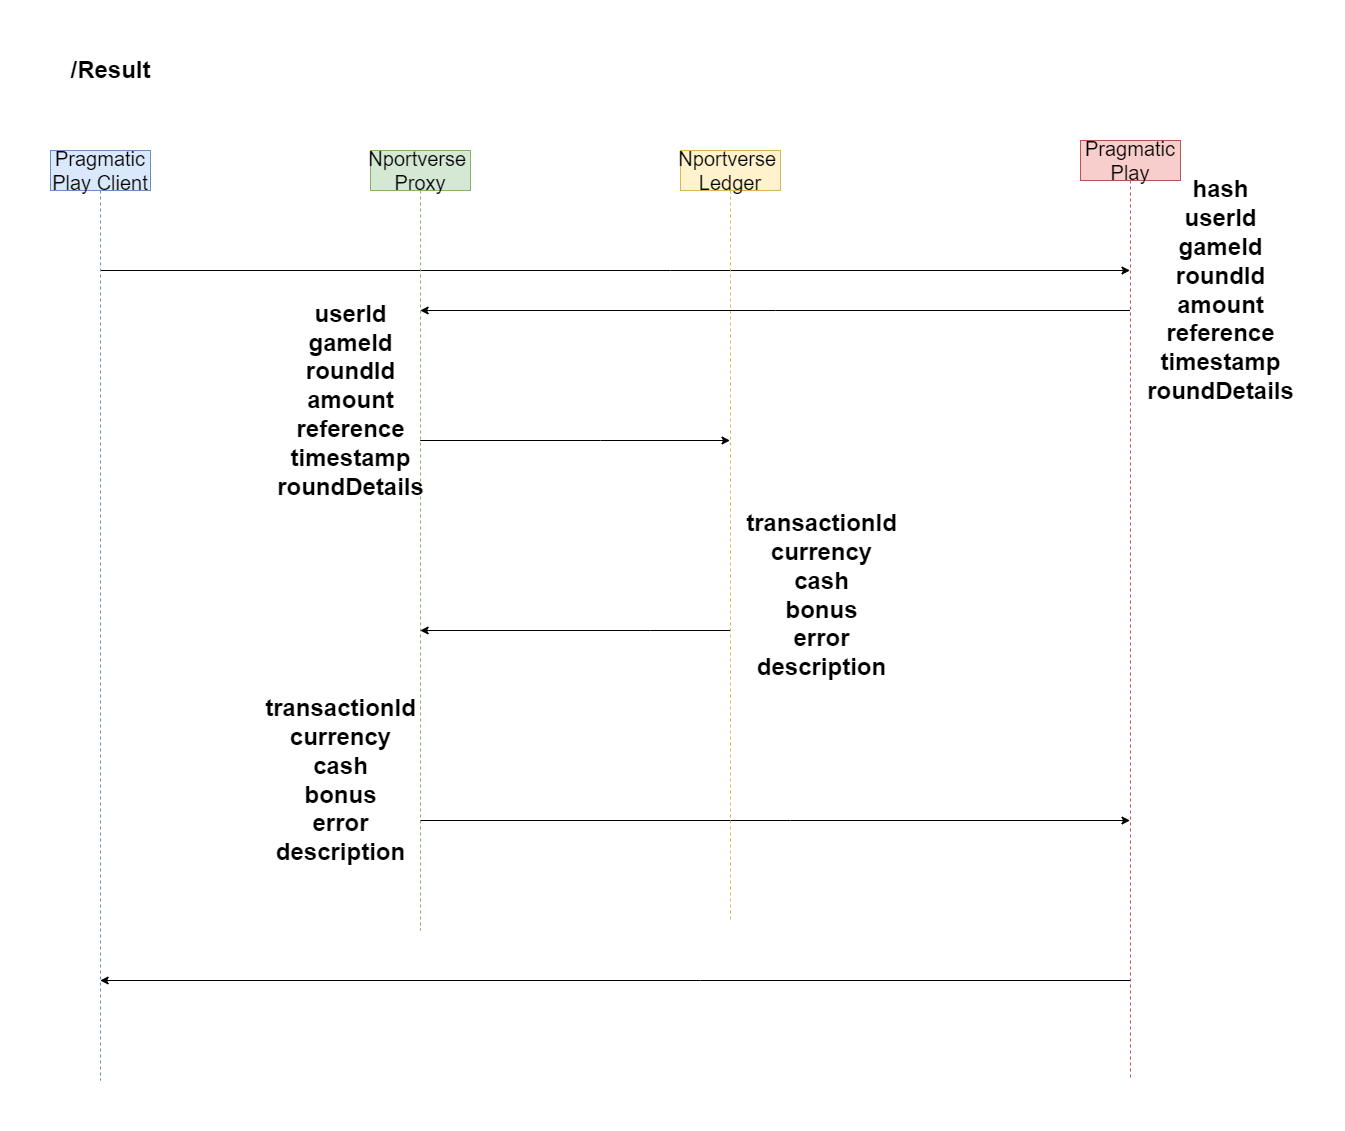 /Result
Pragmatic
Play Client
Nportverse
Proxy
Nportverse
Ledger
Pragmatic
Play
hash
userId
gameId
roundId
amount
reference
timestamp
roundDetails
userId
gameId
roundId
amount
reference
timestamp
roundDetails
transactionId
currency
cash
bonus
error
description
transactionId
currency
cash
bonus
error
description